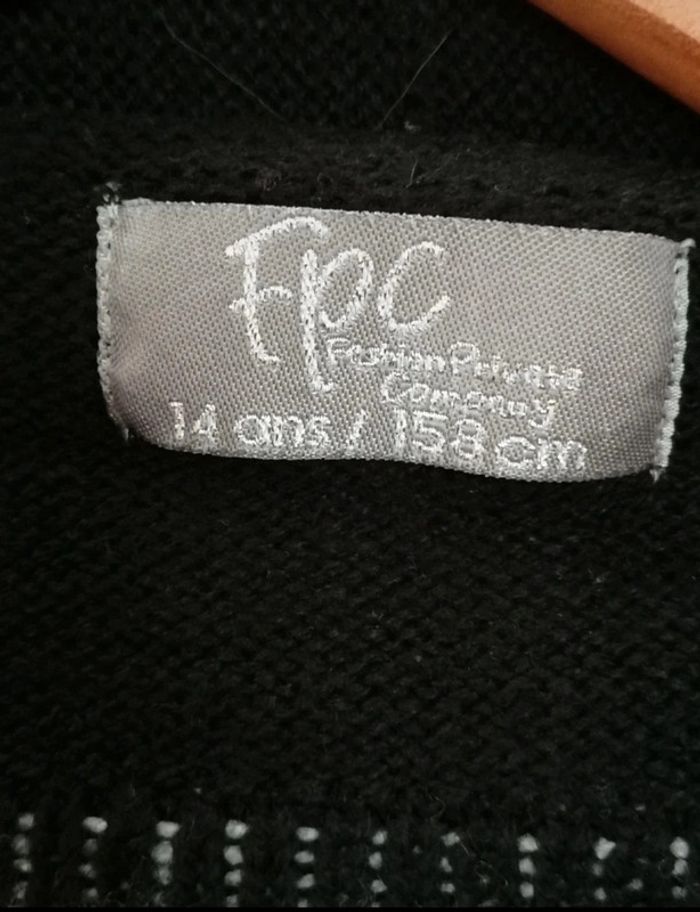 Fpc
Fashion Private
Company
14 ans / 158 cm